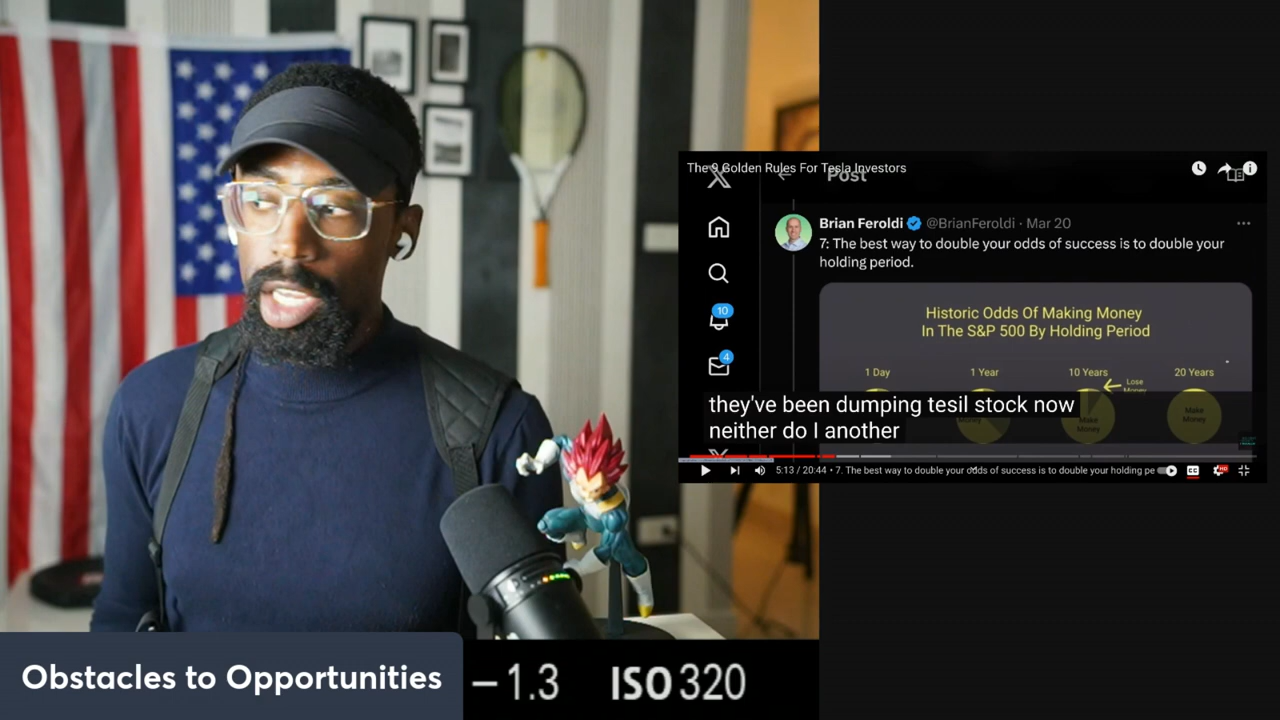 The 9 Golden Rules For Tesla Investors
Post
Brian Feroldi @BrianFeroldi · Mar 20
7: The best way to double your odds of success is to double your
holding period.
10
4
Historic Odds Of Making Money
In The S&P 500 By Holding Period
1 Day
1 Year
10 Years
20 Years
Lose
Money
Make
Money
Make
Money
Money
they've been dumping tesil stock now
neither do I another
5:13 / 20:44 • 7. The best way to double your odds of success is to double your holding pe
CC
HD
Obstacles to Opportunities
−1.3 ISO 320